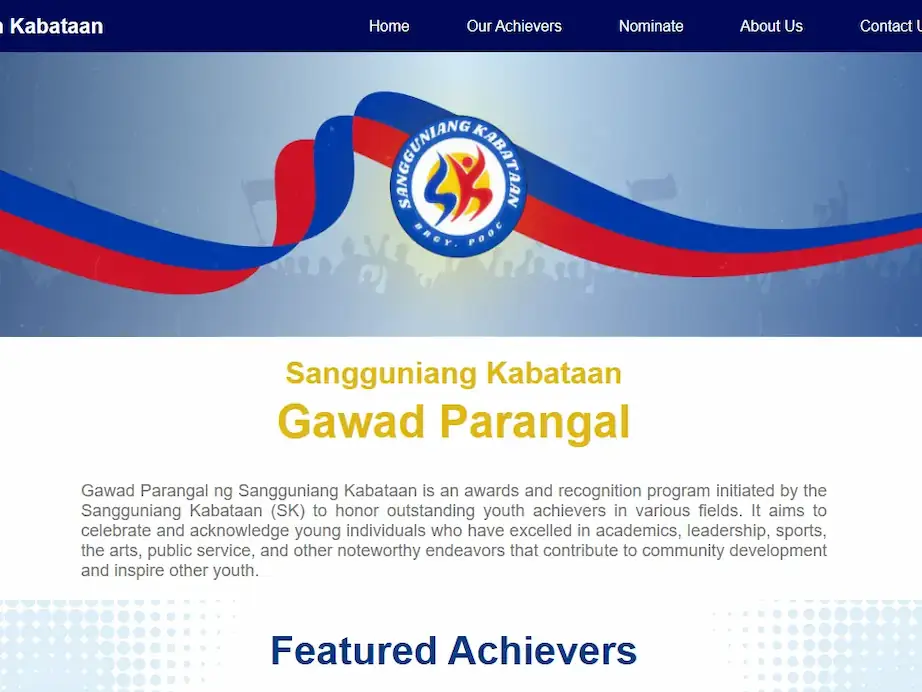 n Kabataan
Home
Our Achievers
Nominate
About Us
Contact U
SANGGUNIANG KABATAAN
BRGY. POOC
Sangguniang Kabataan
Gawad Parangal
Gawad Parangal ng Sangguniang Kabataan is an awards and recognition program initiated by the
Sangguniang Kabataan (SK) to honor outstanding youth achievers in various fields. It aims to
celebrate and acknowledge young individuals who have excelled in academics, leadership, sports,
the arts, public service, and other noteworthy endeavors that contribute to community development
and inspire other youth.
Featured Achievers